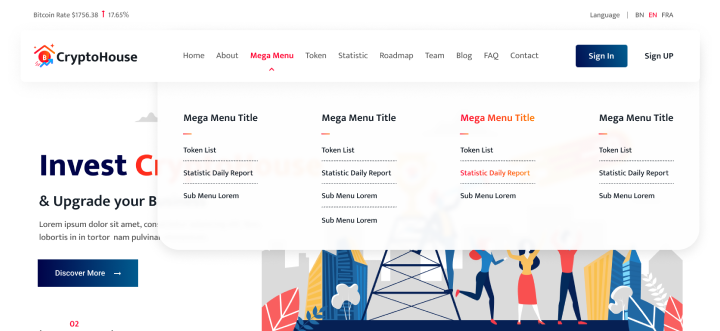 Bitcoin Rate $1756.38 ↑ 17.65%
Language | BN EN FRA
CryptoHouse
Home About Mega Menu Token Statistic Roadmap Team Blog FAQ Contact
Sign In
Sign UP
Mega Menu Title
Token List
Statistic Daily Report
Sub Menu Lorem
Mega Menu Title
Token List
Statistic Daily Report
Sub Menu Lorem
Sub Menu Lorem
Mega Menu Title
Token List
Statistic Daily Report
Sub Menu Lorem
Mega Menu Title
Token List
Statistic Daily Report
Sub Menu Lorem
Invest CryptoHouse
& Upgrade your B
Lorem ipsum dolor sit amet, con
lobortis in in tortor nam pulvina
Discover More →
02